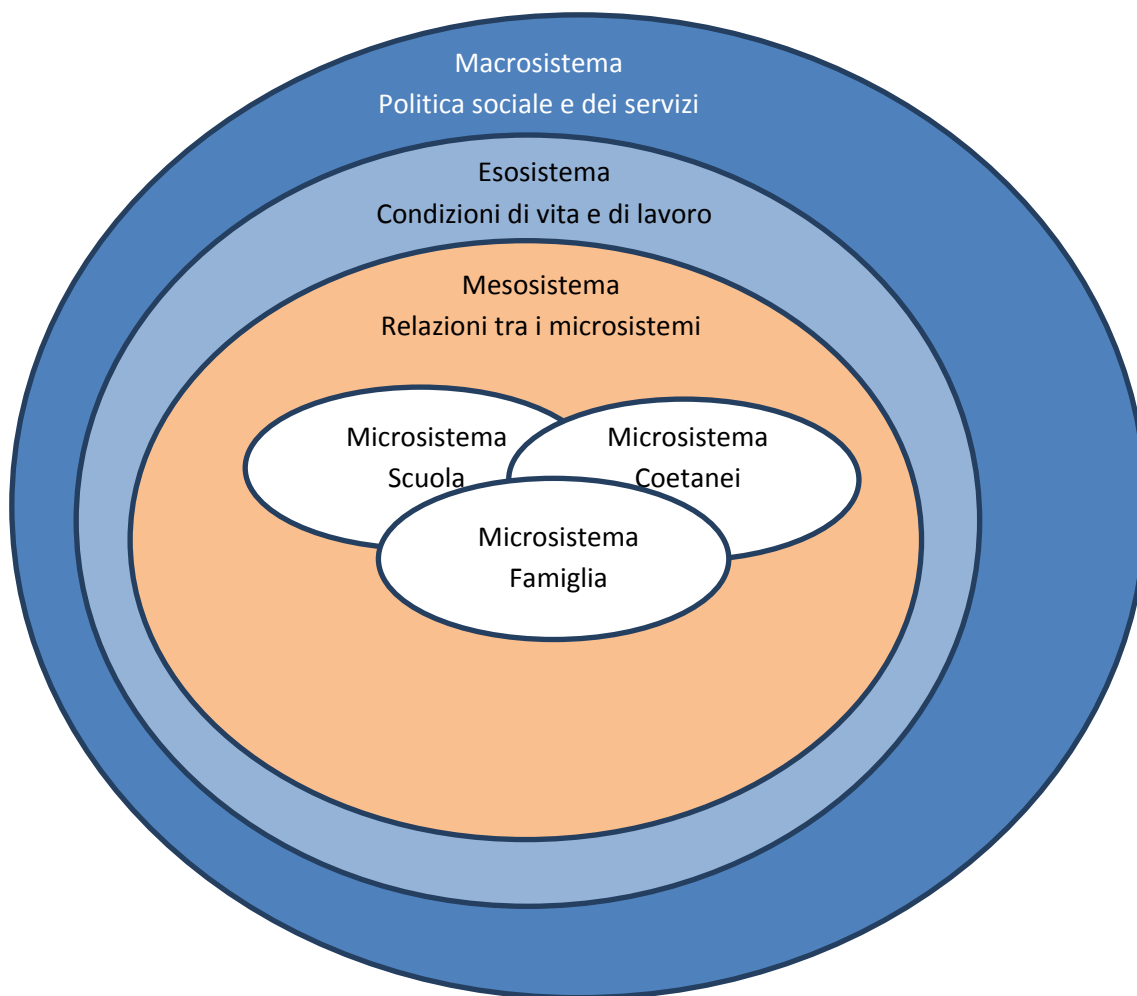 Macrosistema
Politica sociale e dei servizi
Esosistema
Condizioni di vita e di lavoro
Mesosistema
Relazioni tra i microsistemi
Microsistema
Scuola
Microsistema
Coetanei
Microsistema
Famiglia